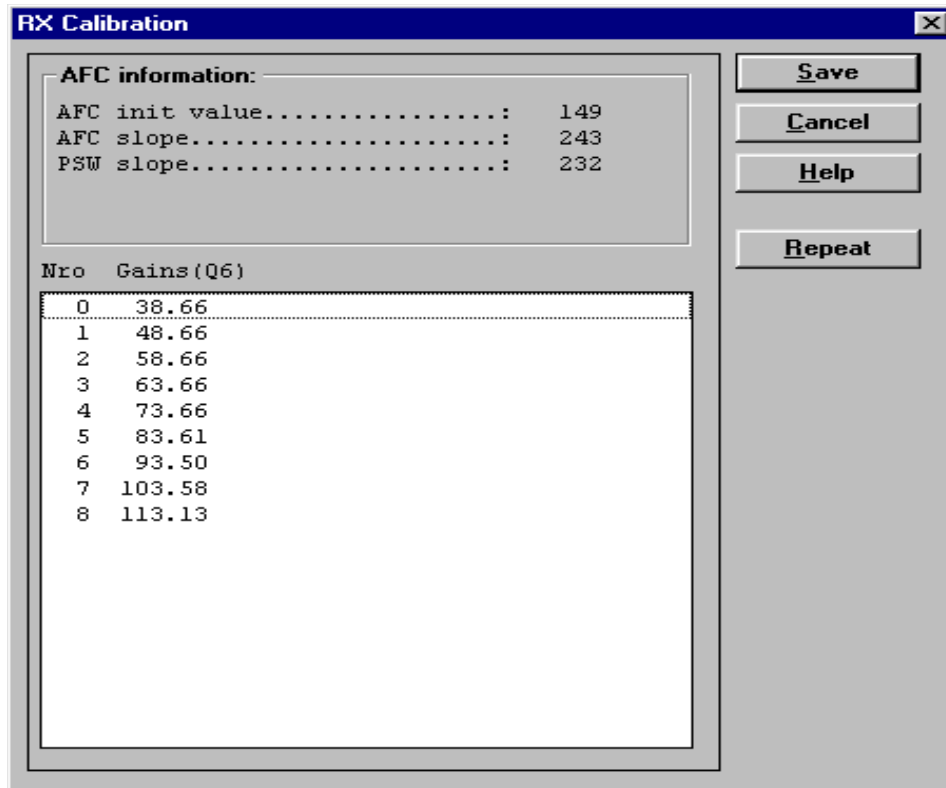 RX Calibration
AFC information:
AFC init value................: 149
AFC slope.....................: 243
PSW slope.....................: 232
Nro Gains(Q6)
0 38.66
1 48.66
2 58.66
3 63.66
4 73.66
5 83.61
6 93.50
7 103.58
8 113.13
Save
Cancel
Help
Repeat